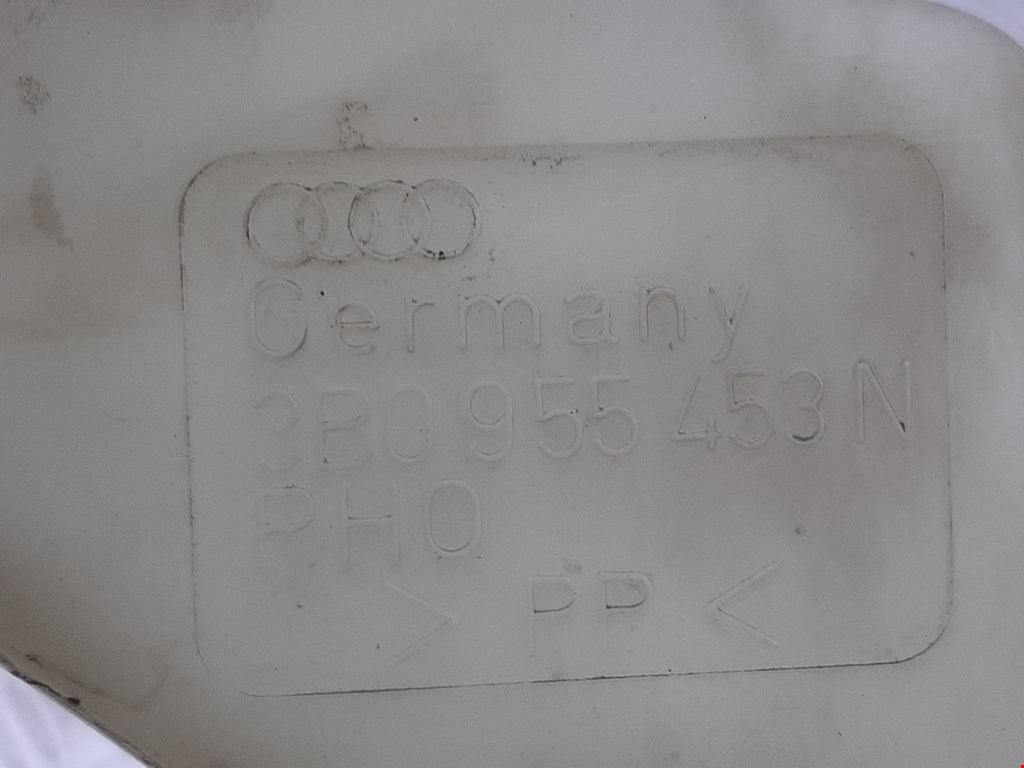 Germany
3B0 955 453 N
PHO
> PP <